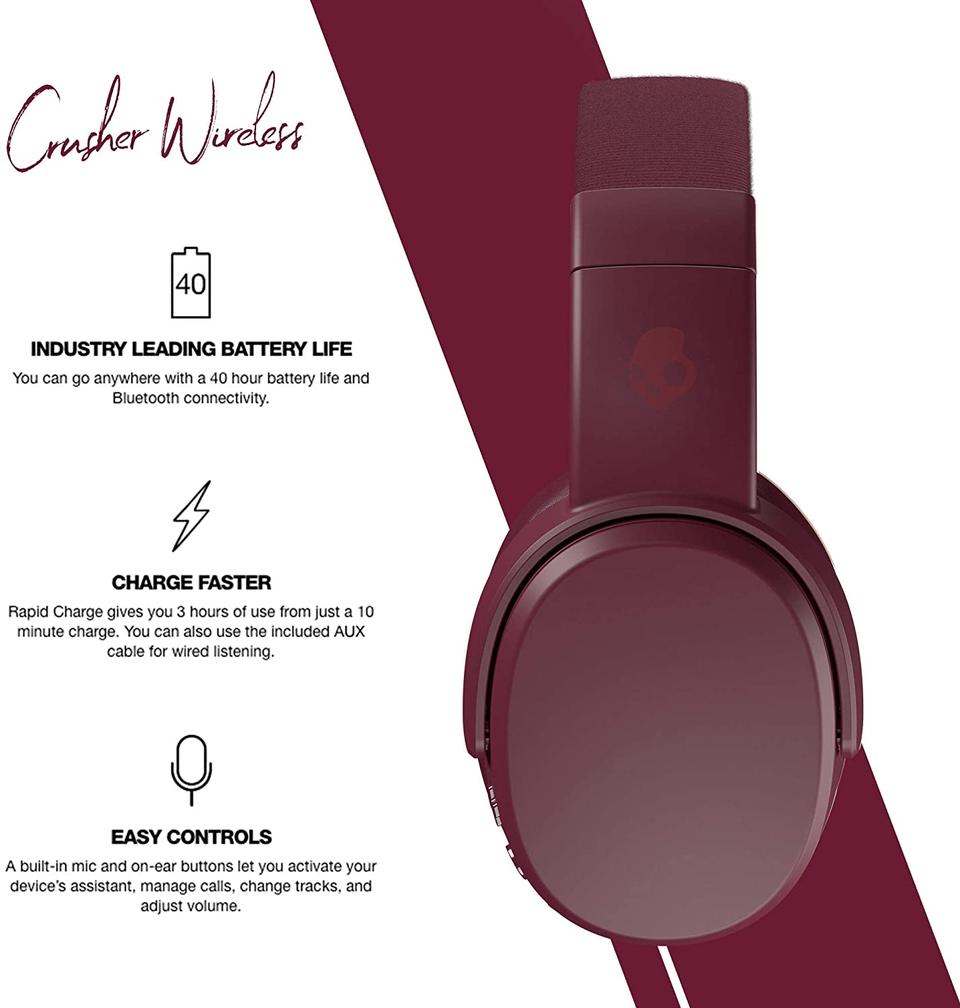 Crusher Wireless
40
INDUSTRY LEADING BATTERY LIFE
You can go anywhere with a 40 hour battery life and
Bluetooth connectivity.
CHARGE FASTER
Rapid Charge gives you 3 hours of use from just a 10
minute charge. You can also use the included AUX
cable for wired listening.
EASY CONTROLS
A built-in mic and on-ear buttons let you activate your
device’s assistant, manage calls, change tracks, and
adjust volume.